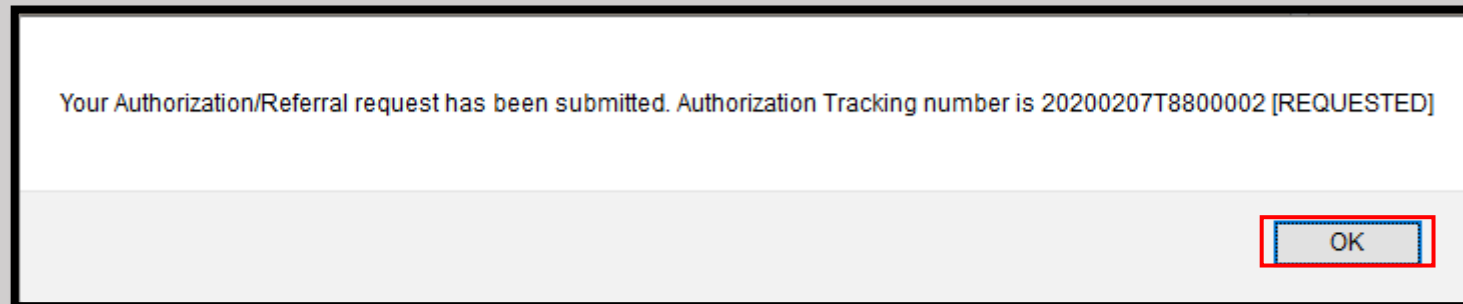 Your Authorization/Referral request has been submitted. Authorization Tracking number is 20200207T8800002 [REQUESTED]
OK